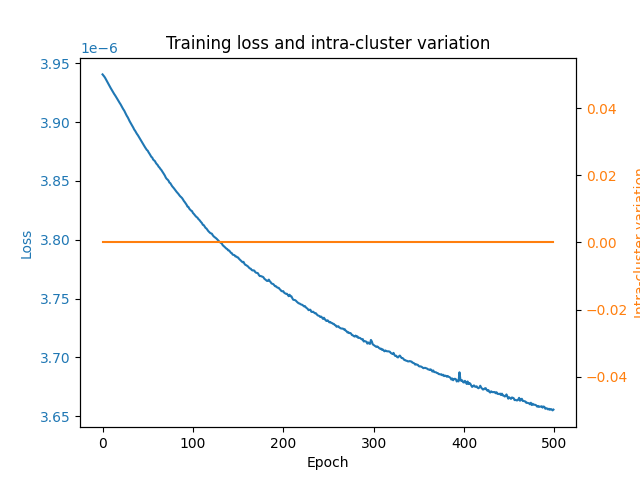 Training loss and intra-cluster variation
1e−6
3.95
3.90
3.85
3.80
3.75
3.70
3.65
Loss
0.04
0.02
0.00
−0.02
−0.04
Intra-cluster variation
0 100 200 300 400 500
Epoch